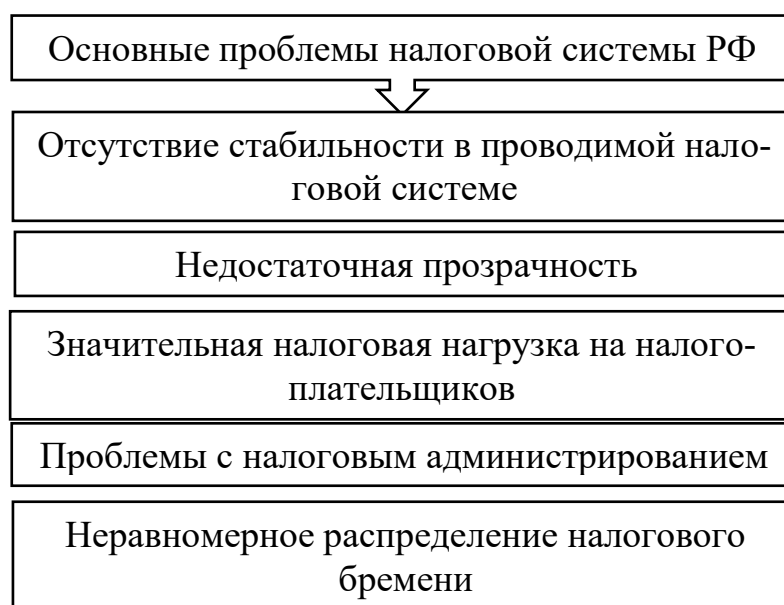 Основные проблемы налоговой системы РФ
Отсутствие стабильности в проводимой нало-
говой системе
Недостаточная прозрачность
Значительная налоговая нагрузка на налого-
плательщиков
Проблемы с налоговым администрированием
Неравномерное распределение налогового
бремени